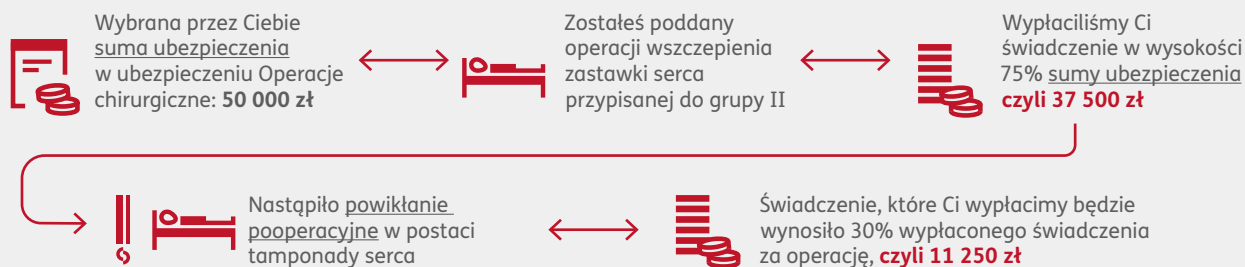 Wybrana przez Ciebie
suma ubezpieczenia
w ubezpieczeniu Operacje
chirurgiczne: 50 000 zł
Zostałeś poddany
operacji wszczepienia
zastawki serca
przypisanej do grupy II
Wypłaciliśmy Ci
świadczenie w wysokości
75% sumy ubezpieczenia
czyli 37 500 zł
Nastąpiło powikłanie
pooperacyjne w postaci
tamponady serca
Świadczenie, które Ci wypłacimy będzie
wynosiło 30% wypłaconego świadczenia
za operację, czyli 11 250 zł